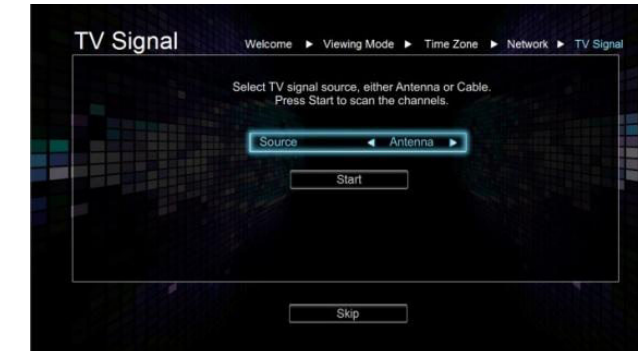 TV Signal
Welcome ► Viewing Mode ► Time Zone ► Network ► TV Signal
Select TV signal source, either Antenna or Cable.
Press Start to scan the channels.
Source ◄ Antenna ►
Start
Skip